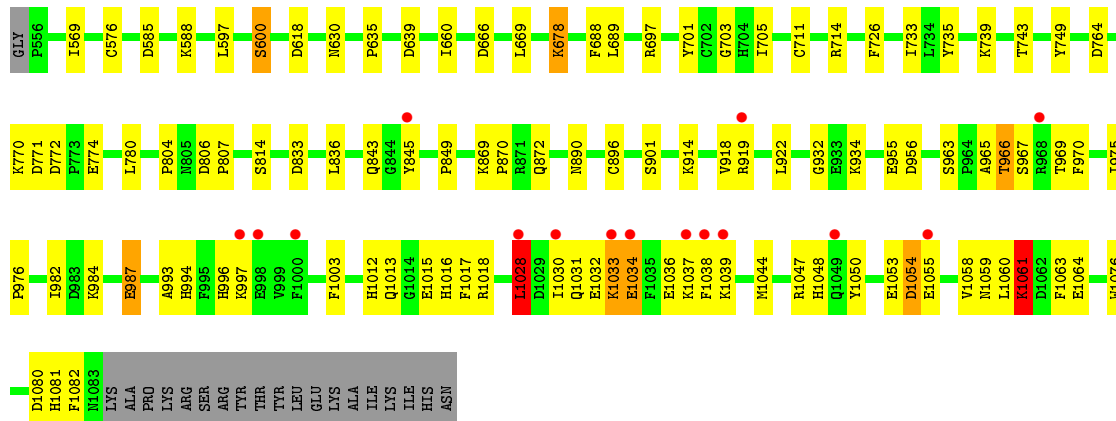 GLY P556 I569 C576 D585 K588 L597 S600 D618 N630 P635 D639 I660 D666 L669 K678 F688 L689 R697 Y701 C702 G703 H704 I705 C711 R714 F726 I733 L734 Y735 K739 T743 Y749 D764
K770 D771 D772 P773 E774 L780 P804 N805 D806 P807 S814 D833 L836 Q843 G844 Y845 P849 K869 P870 R871 Q872 N890 C896 S901 K914 V918 R919 L922 G932 E933 K934 E955 D956 S963 P964 A965 T966 S967 R968 T969 F970 I975
P976 I982 D983 K984 E987 A993 H994 F995 H996 K997 E998 V999 F1000 F1003 H1012 Q1013 G1014 E1015 H1016 F1017 R1018 L1028 D1029 I1030 Q1031 E1032 K1033 E1034 F1035 E1036 K1037 F1038 K1039 M1044 R1047 H1048 Q1049 Y1050 E1053 D1054 E1055 V1058 N1059 L1060 K1061 D1062 F1063 E1064 W1076
D1080 H1081 F1082 N1083 LYS ALA PRO LYS ARG SER ARG TYR THR TYR LEU GLU LYS ALA ILE LYS ILE HIS ASN